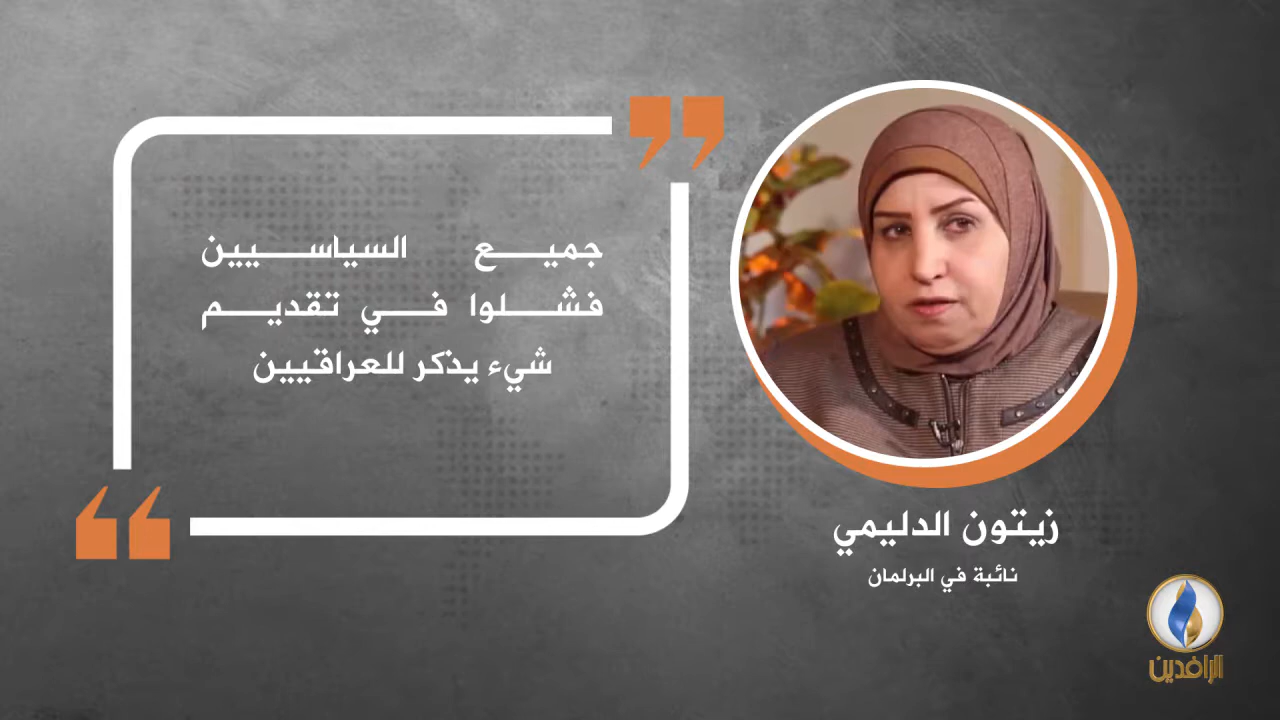 جميع السياسيين
فشلوا في تقديم
شيء يذكر للعراقيين
زيتون الدليمي
نائبة في البرلمان
الرافدين